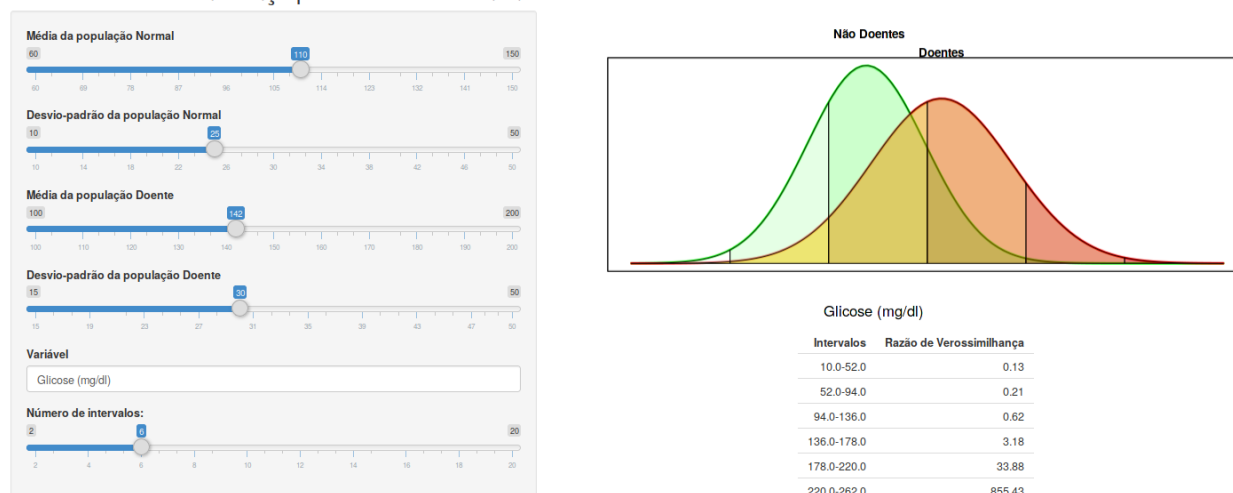 Média da população Normal
60 110 150
60 69 78 87 96 105 114 123 132 141 150
Desvio-padrão da população Normal
10 25 50
10 14 18 22 26 30 34 38 42 46 50
Média da população Doente
100 142 200
100 110 120 130 140 150 160 170 180 190 200
Desvio-padrão da população Doente
15 30 50
15 19 23 27 31 35 39 43 47 50
Variável
Glicose (mg/dl)
Número de intervalos:
2 6 20
2 4 6 8 10 12 14 16 18 20
Não Doentes
Doentes
Glicose (mg/dl)
Intervalos Razão de Verossimilhança
10.0-52.0 0.13
52.0-94.0 0.21
94.0-136.0 0.62
136.0-178.0 3.18
178.0-220.0 33.88
220.0-262.0 855.43